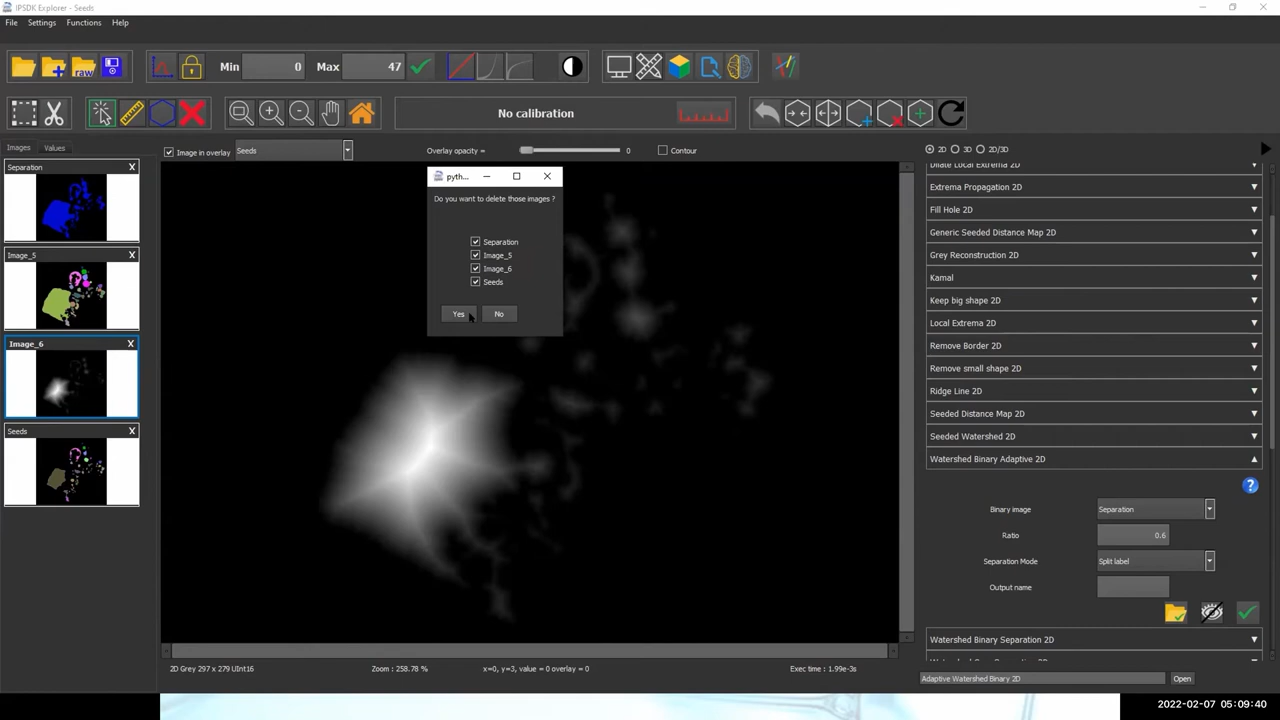 IPSDK Explorer - Seeds
File Settings Functions Help
raw
Min 0 Max 47
No calibration
Images Values
Image in overlay Seeds Overlay opacity = 0 Contour
2D 3D 2D/3D
Separation X
Image_5 X
Image_6 X
Seeds X
pyth...
Do you want to delete those images ?
Separation
Image_5
Image_6
Seeds
Yes No
Dilate Local Extrema 2D
Extrema Propagation 2D
Fill Hole 2D
Generic Seeded Distance Map 2D
Grey Reconstruction 2D
Kamal
Keep big shape 2D
Local Extrema 2D
Remove Border 2D
Remove small shape 2D
Ridge Line 2D
Seeded Distance Map 2D
Seeded Watershed 2D
Watershed Binary Adaptive 2D
?
Binary image Separation
Ratio 0.6
Separation Mode Split label
Output name
Watershed Binary Separation 2D
2D Grey 297 x 279 UInt16 Zoom : 258.78 % x=0, y=3, value = 0 overlay = 0 Exec time : 1.99e-3s
Adaptive Watershed Binary 2D Open
2022-02-07 05:09:40